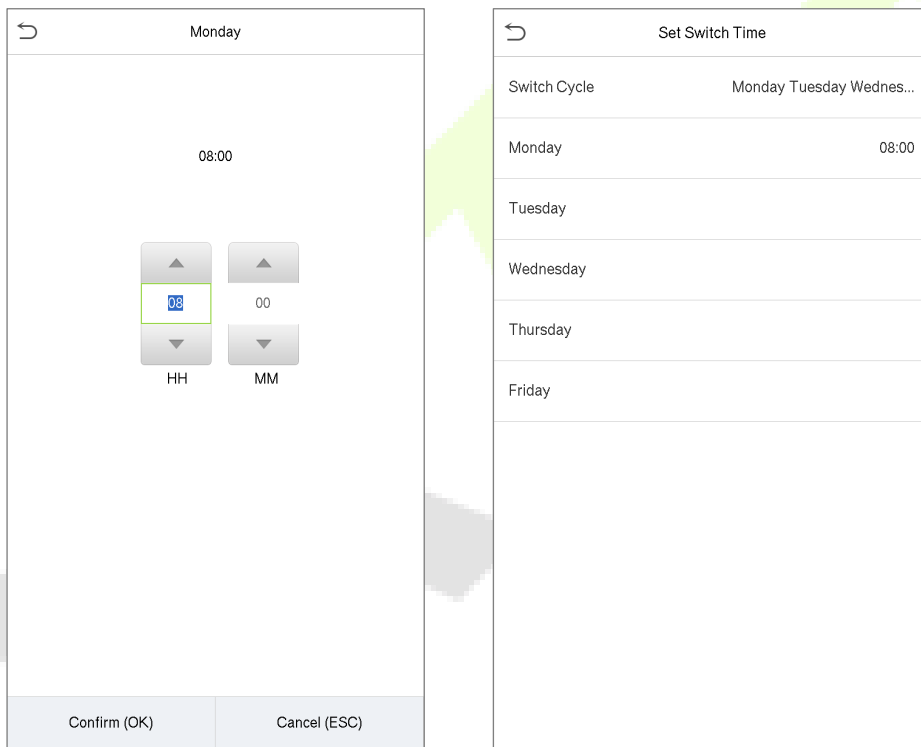 Monday
08:00
08 00
HH MM
Confirm (OK) Cancel (ESC)
Set Switch Time
Switch Cycle Monday Tuesday Wednes...
Monday 08:00
Tuesday
Wednesday
Thursday
Friday